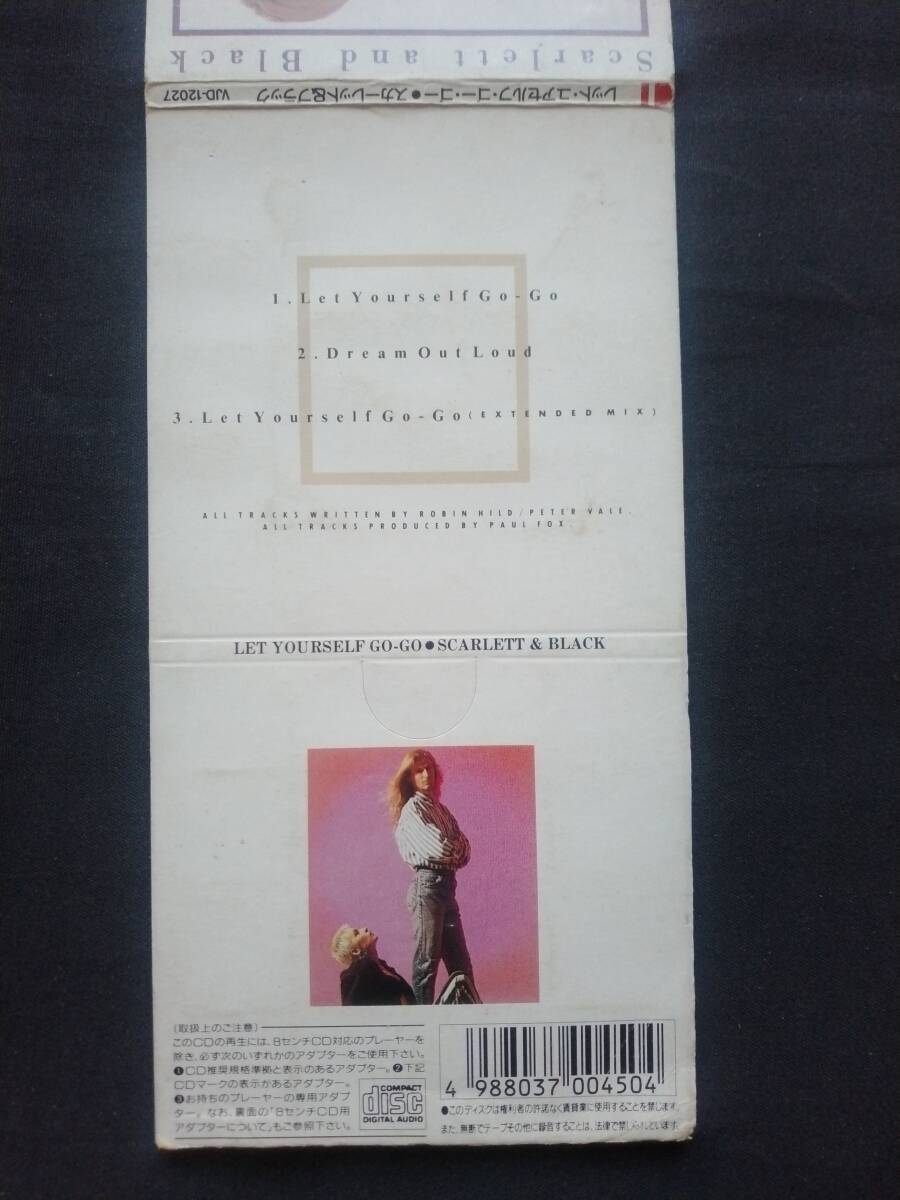 Scarlett and Black
レット・ユアセルフ・ゴー・ゴー●スカーレット&ブラック VJD-12027
1.Let Yourself Go-Go
2.Dream Out Loud
3.Let Yourself Go-Go(EXTENDED MIX)
ALL TRACKS WRITTEN BY ROBIN HILD/PETER VALE.
ALL TRACKS PRODUCED BY PAUL FOX.
LET YOURSELF GO-GO●SCARLETT & BLACK
〔取扱上のご注意〕
このCDの再生には、8センチCD対応のプレーヤーを
除き、必ず次のいずれかのアダプターをご使用下さい。
❶CD推奨規格準拠と表示のあるアダプター。❷下記
CDマークの表示があるアダプター。
❸お持ちのプレーヤーの専用アダプ
ター。なお、裏面の「8センチCD用
アダプターについて」もご参照下さい。
COMPACT
disc
DIGITAL AUDIO
4 988037 004504
●このディスクは権利者の許諾なく賃貸業に使用することを禁じます。
また、無断でテープその他に録音することは、法律で禁じられています。